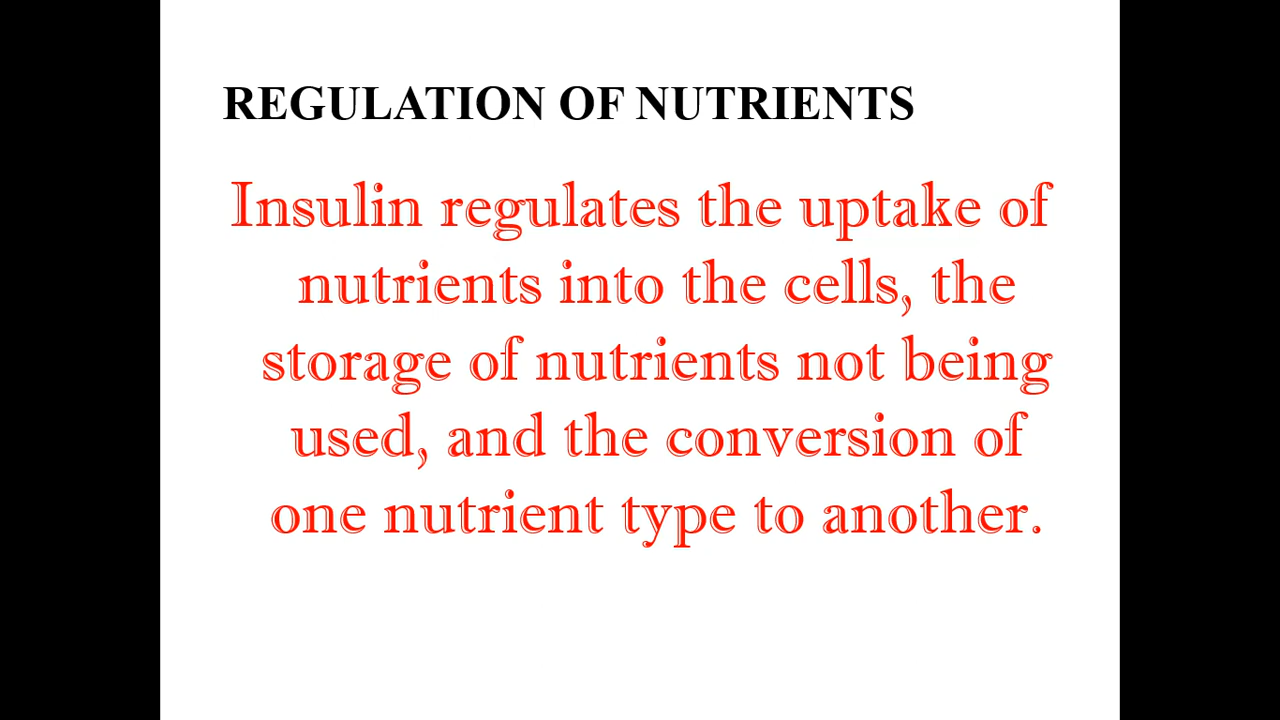 REGULATION OF NUTRIENTS
Insulin regulates the uptake of
nutrients into the cells, the
storage of nutrients not being
used, and the conversion of
one nutrient type to another.